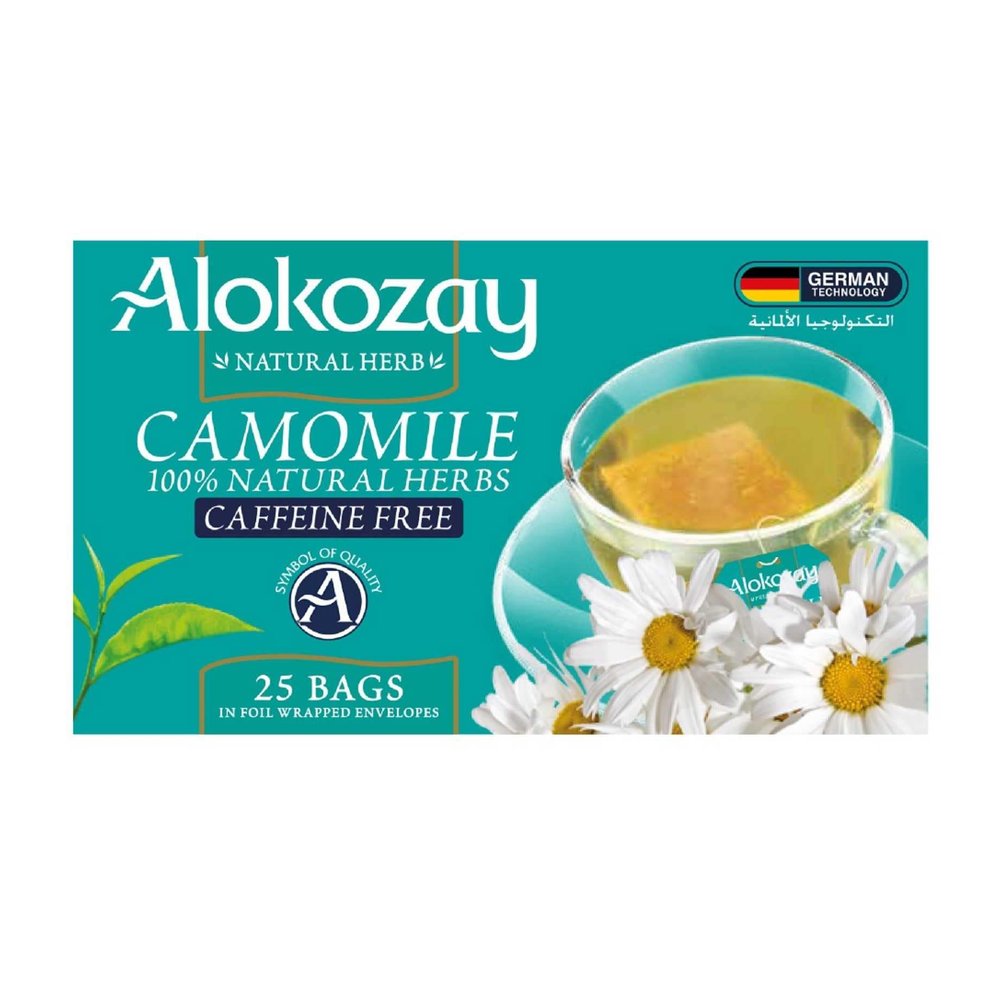 Alokozay
NATURAL HERB
CAMOMILE
100% NATURAL HERBS
CAFFEINE FREE
SYMBOL OF QUALITY
A
25 BAGS
IN FOIL WRAPPED ENVELOPES
GERMAN
TECHNOLOGY
التكنولوجيا الألمانية
Alokozay